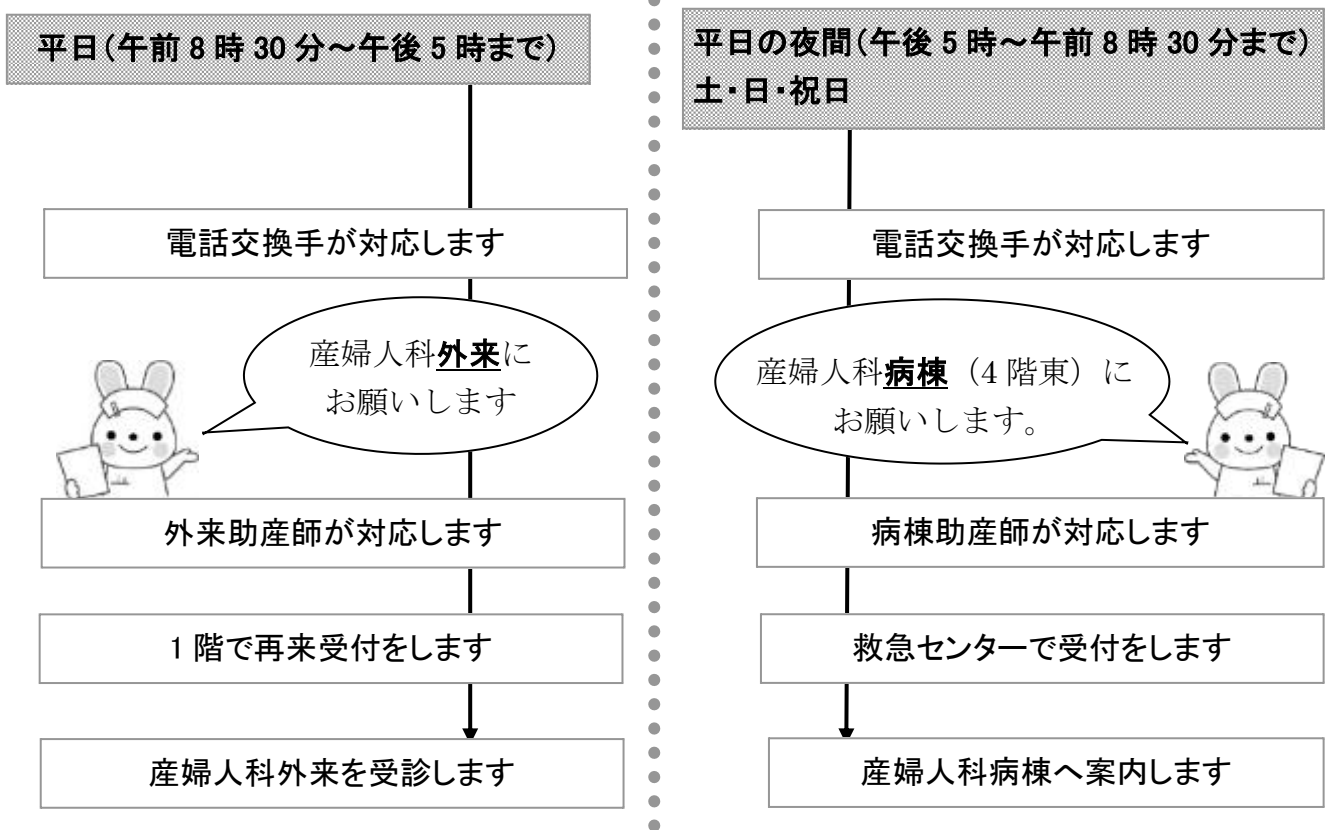 平日(午前 8 時 30 分～午後 5 時まで)
電話交換手が対応します
産婦人科外来に
お願いします
外来助産師が対応します
1 階で再来受付をします
産婦人科外来を受診します
平日の夜間(午後 5 時～午前 8 時 30 分まで)
土・日・祝日
電話交換手が対応します
産婦人科病棟（4 階東）に
お願いします。
病棟助産師が対応します
救急センターで受付をします
産婦人科病棟へ案内します